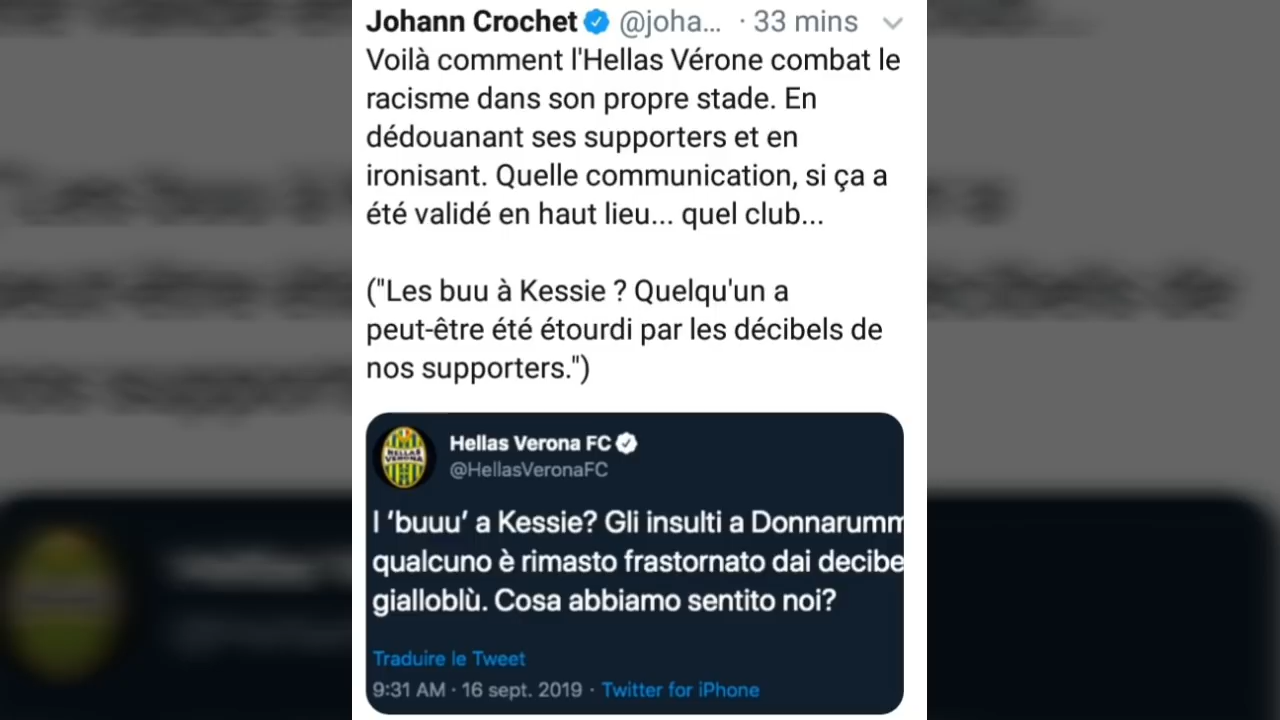 Johann Crochet @joha... · 33 mins
Voilà comment l'Hellas Vérone combat le
racisme dans son propre stade. En
dédouanant ses supporters et en
ironisant. Quelle communication, si ça a
été validé en haut lieu... quel club...
("Les buu à Kessie ? Quelqu'un a
peut-être été étourdi par les décibels de
nos supporters.")
HELLAS
VERONA
Hellas Verona FC
@HellasVeronaFC
I ‘buuu’ a Kessie? Gli insulti a Donnarumm
qualcuno è rimasto frastornato dai decibe
gialloblù. Cosa abbiamo sentito noi?
Traduire le Tweet
9:31 AM · 16 sept. 2019 · Twitter for iPhone